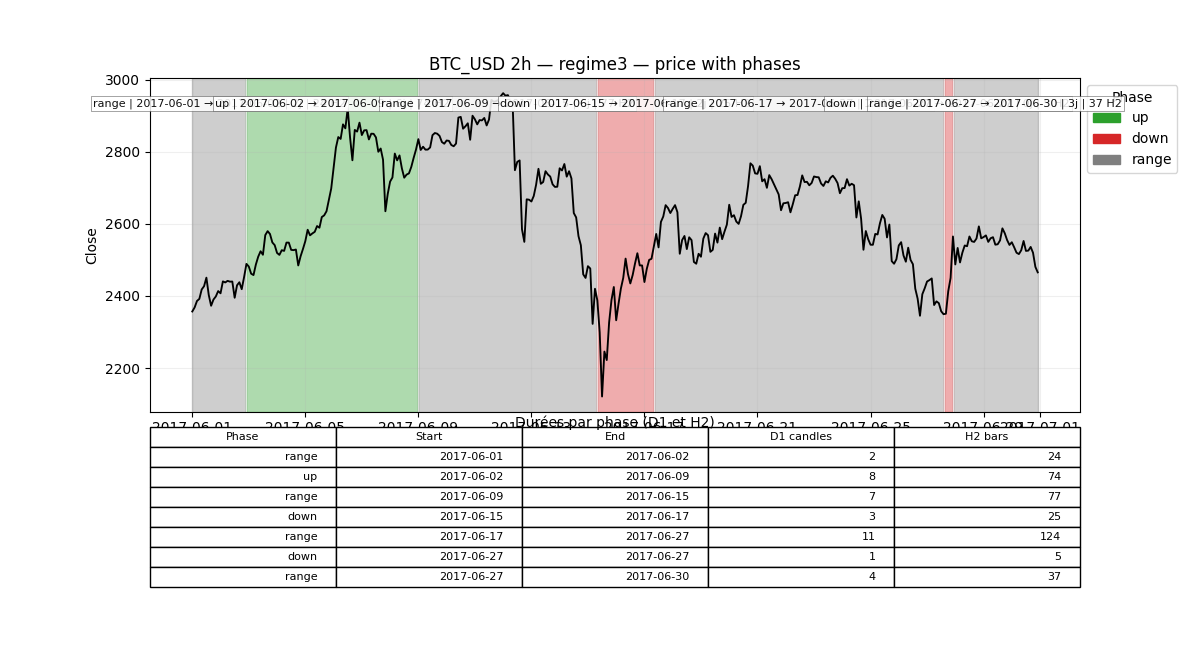 BTC_USD 2h — regime3 — price with phases
3000
2800
2600
2400
2200
Close
range | 2017-06-01 →
up | 2017-06-02 → 2017-06-0
range | 2017-06-09
down | 2017-06-15 → 2017-0
range | 2017-06-17 → 2017-
down |
range | 2017-06-27 → 2017-06-30 | 3j | 37 H2
Phase
up
down
range
2017-06-01 2017-06-05 2017-06-09 2017-06-21 2017-06-25
Durées par phase (D1 et H2)
Phase Start End D1 candles H2 bars
range 2017-06-01 2017-06-02 2 24
up 2017-06-02 2017-06-09 8 74
range 2017-06-09 2017-06-15 7 77
down 2017-06-15 2017-06-17 3 25
range 2017-06-17 2017-06-27 11 124
down 2017-06-27 2017-06-27 1 5
range 2017-06-27 2017-06-30 4 37